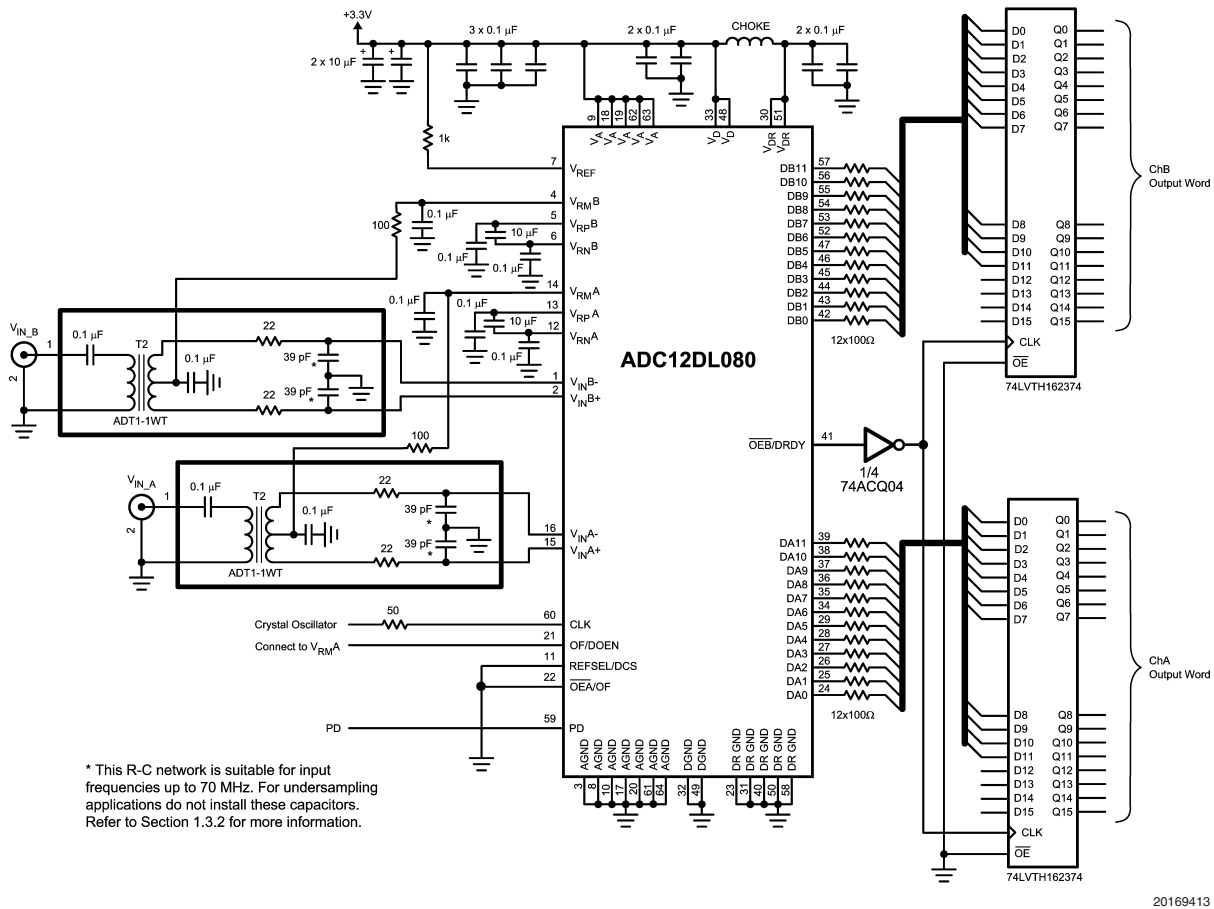 +3.3V
2 x 10 µF
+
+
3 x 0.1 µF
2 x 0.1 µF
CHOKE
2 x 0.1 µF
1k
9
18
19
62
63
33
48
30
51
VA
VA
VA
VA
VA
VD
VD
VDR
VDR
7
VREF
4
VRMB
5
VRPB
6
VRNB
14
VRMA
13
VRPA
12
VRNA
1
VINB-
2
VINB+
16
VINA-
15
VINA+
60
CLK
21
OF/DOEN
11
REFSEL/DCS
22
OEA/OF
59
PD
100
0.1 µF
10 µF
0.1 µF
0.1 µF
0.1 µF
0.1 µF
10 µF
0.1 µF
VIN_B
1
2
0.1 µF
T2
22
0.1 µF
39 pF
*
39 pF
*
22
ADT1-1WT
100
VIN_A
1
2
0.1 µF
T2
22
0.1 µF
39 pF
*
39 pF
*
22
ADT1-1WT
Crystal Oscillator
50
Connect to VRMA
PD
ADC12DL080
DB11 57
DB10 56
DB9 55
DB8 54
DB7 53
DB6 52
DB5 47
DB4 46
DB3 45
DB2 44
DB1 43
DB0 42
12x100Ω
OEB/DRDY 41
1/4
74ACQ04
DA11 39
DA10 38
DA9 37
DA8 36
DA7 35
DA6 34
DA5 29
DA4 28
DA3 27
DA2 26
DA1 25
DA0 24
12x100Ω
AGND
AGND
AGND
AGND
AGND
AGND
AGND
DGND
DGND
DR GND
DR GND
DR GND
DR GND
DR GND
3
8
10
17
20
61
64
32
49
23
31
40
50
58
D0 Q0
D1 Q1
D2 Q2
D3 Q3
D4 Q4
D5 Q5
D6 Q6
D7 Q7
D8 Q8
D9 Q9
D10 Q10
D11 Q11
D12 Q12
D13 Q13
D14 Q14
D15 Q15
CLK
OE
74LVTH162374
ChB
Output Word
D0 Q0
D1 Q1
D2 Q2
D3 Q3
D4 Q4
D5 Q5
D6 Q6
D7 Q7
D8 Q8
D9 Q9
D10 Q10
D11 Q11
D12 Q12
D13 Q13
D14 Q14
D15 Q15
CLK
OE
74LVTH162374
ChA
Output Word
* This R-C network is suitable for input
frequencies up to 70 MHz. For undersampling
applications do not install these capacitors.
Refer to Section 1.3.2 for more information.
20169413